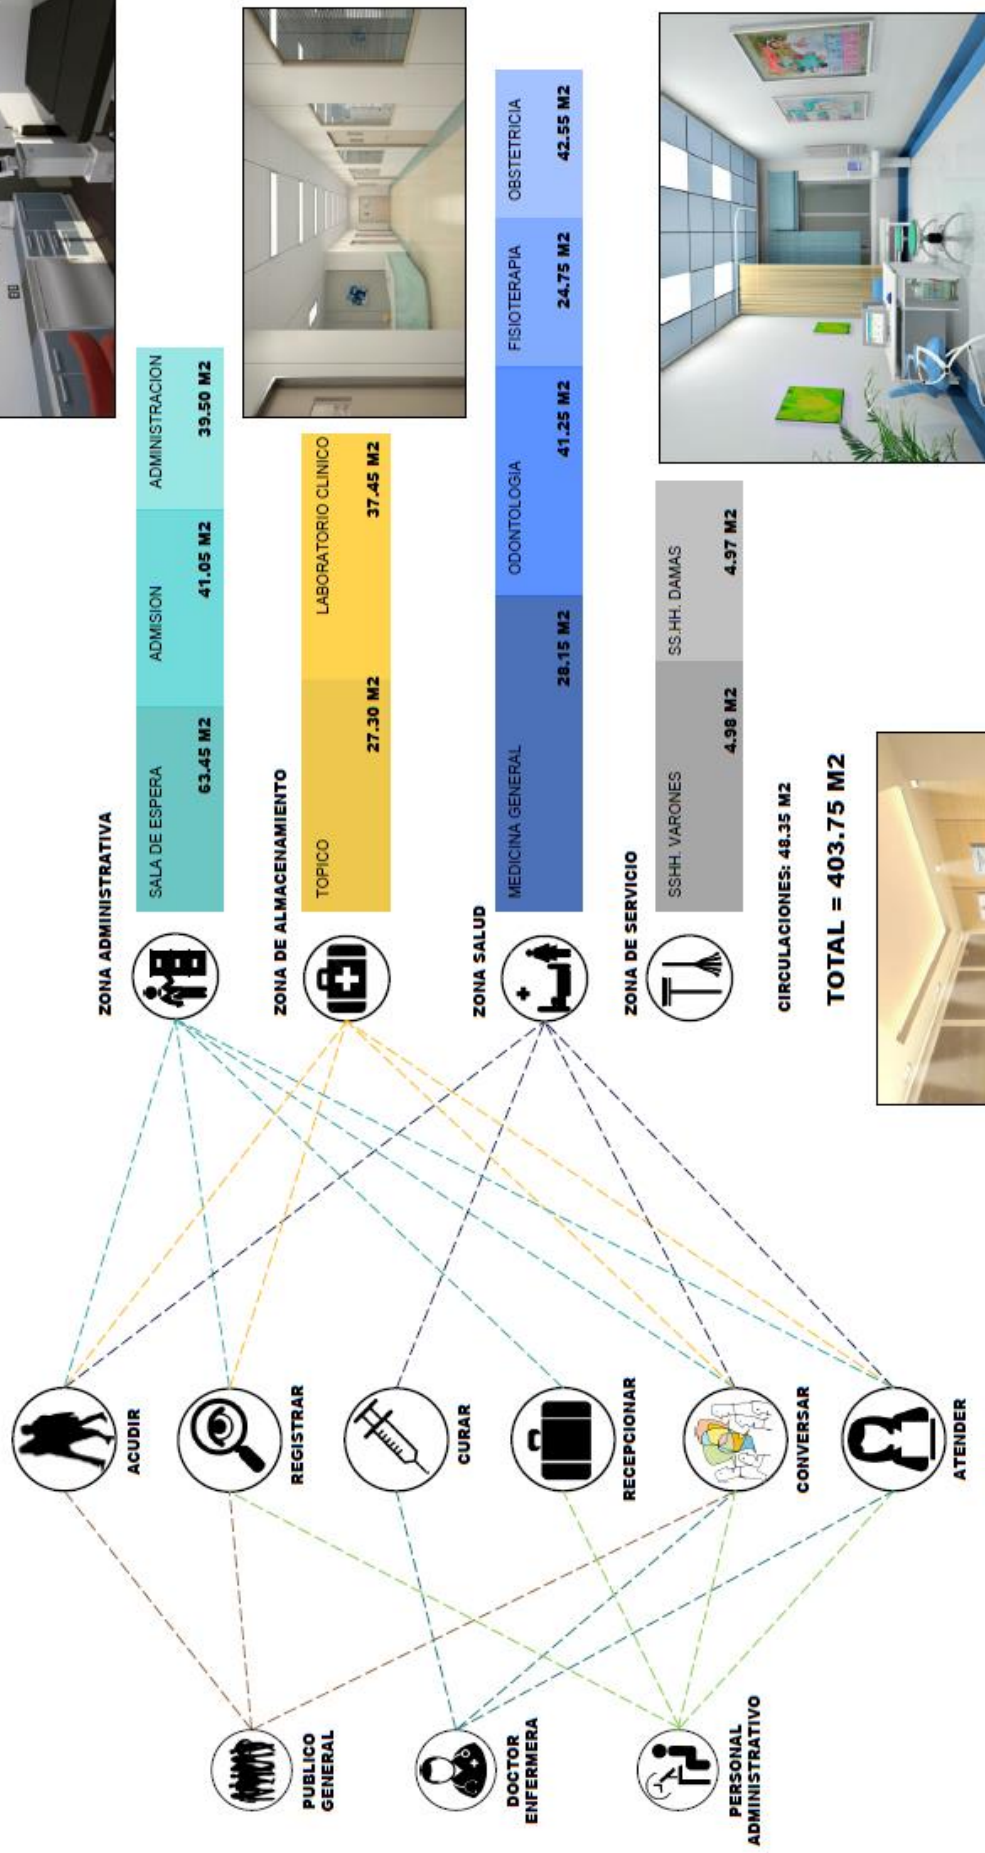 PUBLICO
GENERAL
DOCTOR
ENFERMERA
PERSONAL
ADMINISTRATIVO
ACUDIR
REGISTRAR
CURAR
RECEPCIONAR
CONVERSAR
ATENDER
ZONA ADMINISTRATIVA
SALA DE ESPERA
63.45 M2
ADMISION
41.05 M2
ADMINISTRACION
39.50 M2
ZONA DE ALMACENAMIENTO
TOPICO
27.30 M2
LABORATORIO CLINICO
37.45 M2
ZONA SALUD
MEDICINA GENERAL
28.15 M2
ODONTOLOGIA
41.25 M2
FISIOTERAPIA
24.75 M2
OBSTETRICIA
42.55 M2
ZONA DE SERVICIO
SSHH. VARONES
4.98 M2
SS.HH. DAMAS
4.97 M2
CIRCULACIONES: 48.35 M2
TOTAL = 403.75 M2